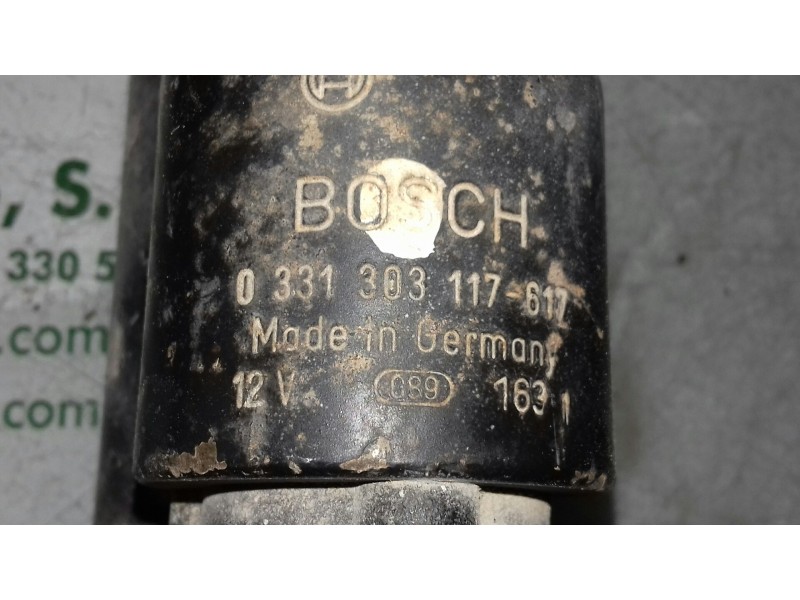 , S.
330 5
.com
.com
BOSCH
0 331 303 117-617
Made in Germany
12 V
089
163